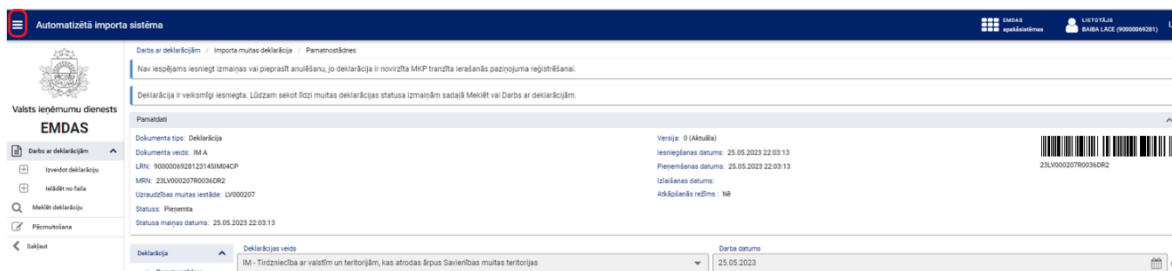 Automatizētā importa sistēma
EMDAS
apakšsistēmas
LIETOTĀJS
BAIBA LĀCE (90000069281)
Darbs ar deklarācijām / Importa muitas deklarācija / Pamatnostādnes
Nav iespējams iesniegt izmaiņas vai pieprasīt anulēšanu, jo deklarācija ir novirzīta MKP tranzīta ierašanās paziņojuma reģistrēšanai.
Deklarācija ir veiksmīgi iesniegta. Lūdzam sekot līdzi muitas deklarācijas statusa izmaiņām sadaļā Meklēt vai Darbs ar deklarācijām.
Valsts ieņēmumu dienests
EMDAS
Darbs ar deklarācijām
Izveidot deklarāciju
Ielādēt no faila
Meklēt deklarāciju
Pēcmuitošana
Sakļaut
Pamatdati
Dokumenta tips: Deklarācija
Dokumenta veids: IM A
LRN: 9000006928123145IM04CP
MRN: 23LV000207R0036DR2
Uzraudzības muitas iestāde: LV000207
Statuss: Pieņemta
Statusa maiņas datums: 25.05.2023 22:03:13
Versija: 0 (Aktuāla)
Iesniegšanas datums: 25.05.2023 22:03:13
Pieņemšanas datums: 25.05.2023 22:03:13
Izlaišanas datums:
Atkāpšanās režīms : Nē
23LV000207R0036DR2
Deklarācija
Deklarācijas veids
IM - Tirdzniecība ar valstīm un teritorijām, kas atrodas ārpus Savienības muitas teritorijas
Darba datums
25.05.2023